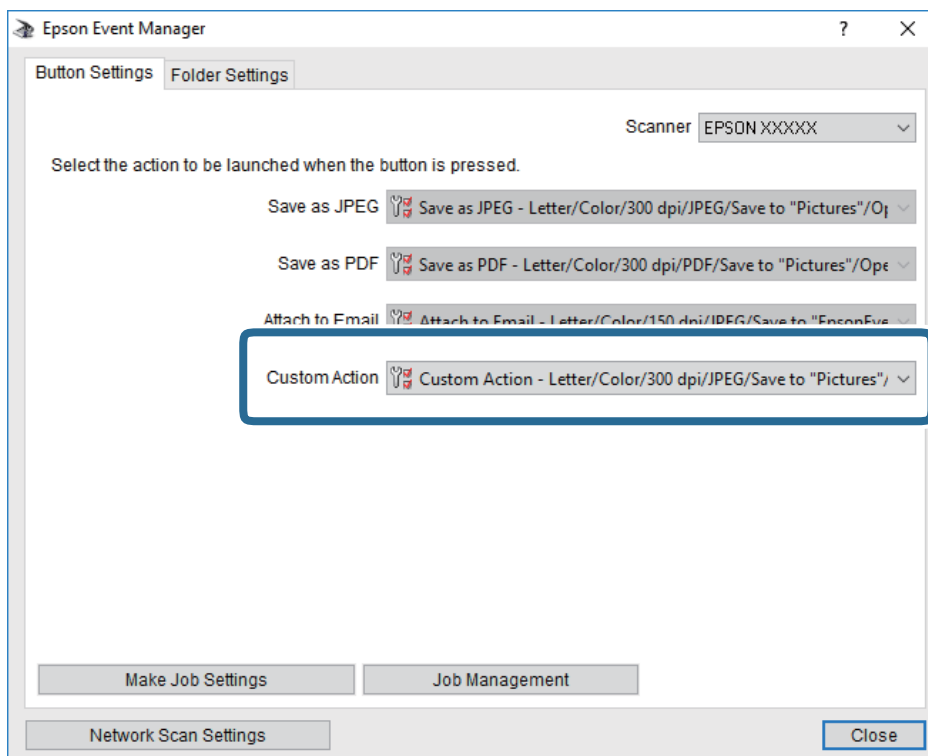 Epson Event Manager ?
Button Settings Folder Settings
Scanner EPSON XXXXX
Select the action to be launched when the button is pressed.
Save as JPEG Save as JPEG - Letter/Color/300 dpi/JPEG/Save to "Pictures"/Op
Save as PDF Save as PDF - Letter/Color/300 dpi/PDF/Save to "Pictures"/Ope
Attach to Email Attach to Email - Letter/Color/150 dpi/JPEG/Save to "EpsonEve
Custom Action Custom Action - Letter/Color/300 dpi/JPEG/Save to "Pictures"/
Make Job Settings Job Management
Network Scan Settings Close